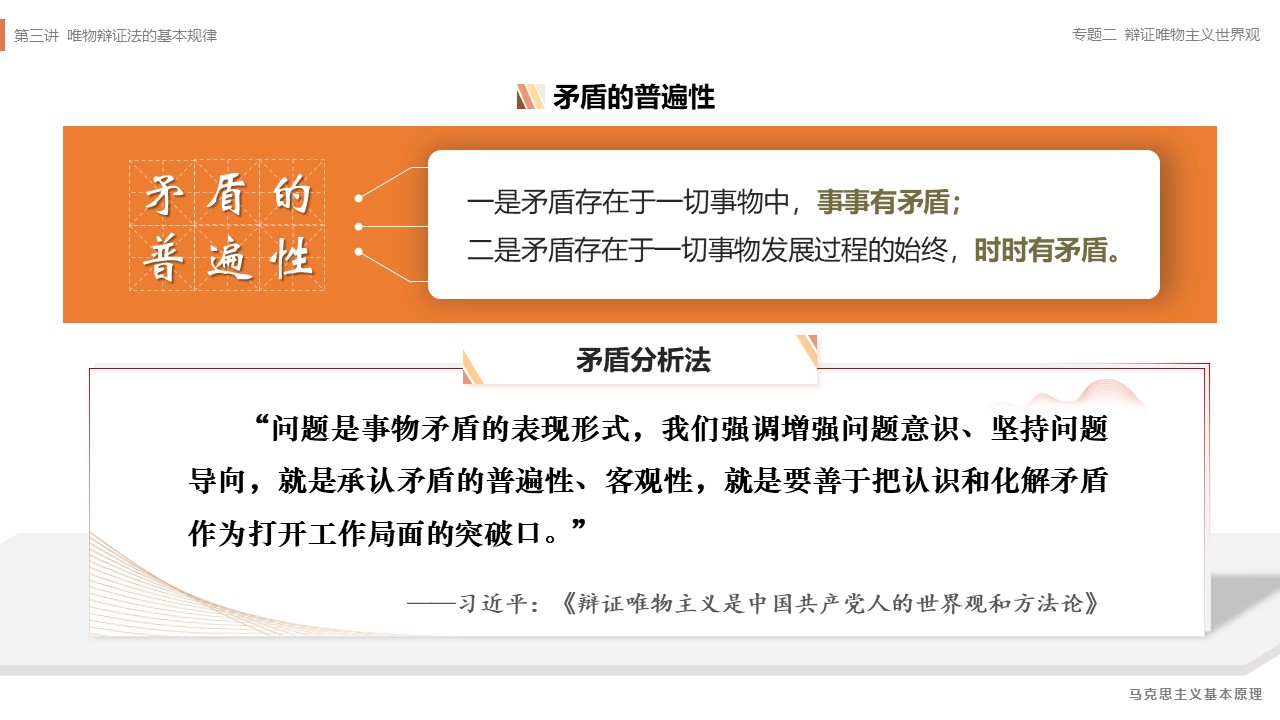 第三讲 唯物辩证法的基本规律
专题二 辩证唯物主义世界观
矛盾的普遍性
矛盾的
普遍性
一是矛盾存在于一切事物中，事事有矛盾；
二是矛盾存在于一切事物发展过程的始终，时时有矛盾。
矛盾分析法
“问题是事物矛盾的表现形式，我们强调增强问题意识、坚持问题
导向，就是承认矛盾的普遍性、客观性，就是要善于把认识和化解矛盾
作为打开工作局面的突破口。”
——习近平：《辩证唯物主义是中国共产党人的世界观和方法论》
马克思主义基本原理